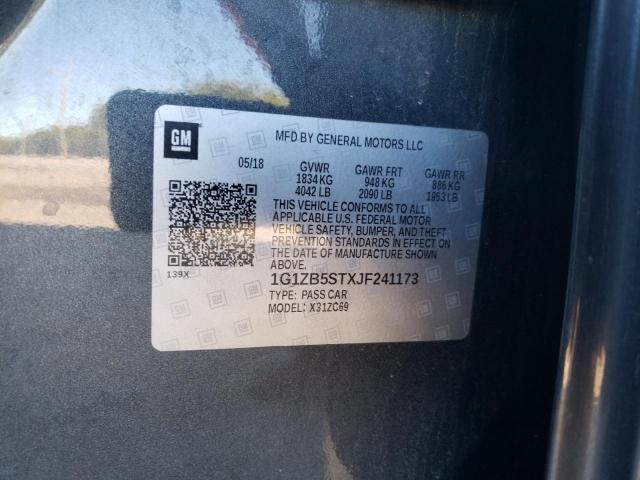 GM
MFD BY GENERAL MOTORS LLC
05/18 GVWR GAWR FRT GAWR RR
1834 KG 948 KG 886 KG
4042 LB 2090 LB 1953 LB
THIS VEHICLE CONFORMS TO ALL
APPLICABLE U.S. FEDERAL MOTOR
VEHICLE SAFETY, BUMPER, AND THEFT
PREVENTION STANDARDS IN EFFECT ON
THE DATE OF MANUFACTURE SHOWN
ABOVE.
139X
1G1ZB5STXJF241173
TYPE: PASS CAR
MODEL: X31ZC69